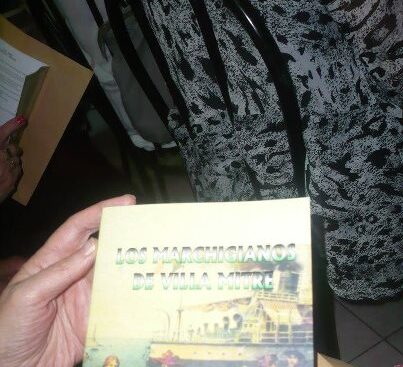 LOS MARCHIGIANOS
DE VILLA MITRE